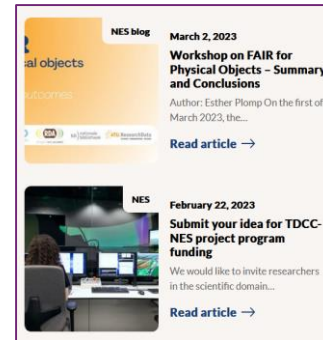 NES blog
al objects
outcomes
RDA
March 2, 2023
Workshop on FAIR for
Physical Objects – Summary
and Conclusions
Author: Esther Plomp On the first of
March 2023, the...
Read article →
NES
February 22, 2023
Submit your idea for TDCC-
NES project program
funding
We would like to invite researchers
in the scientific domain...
Read article →